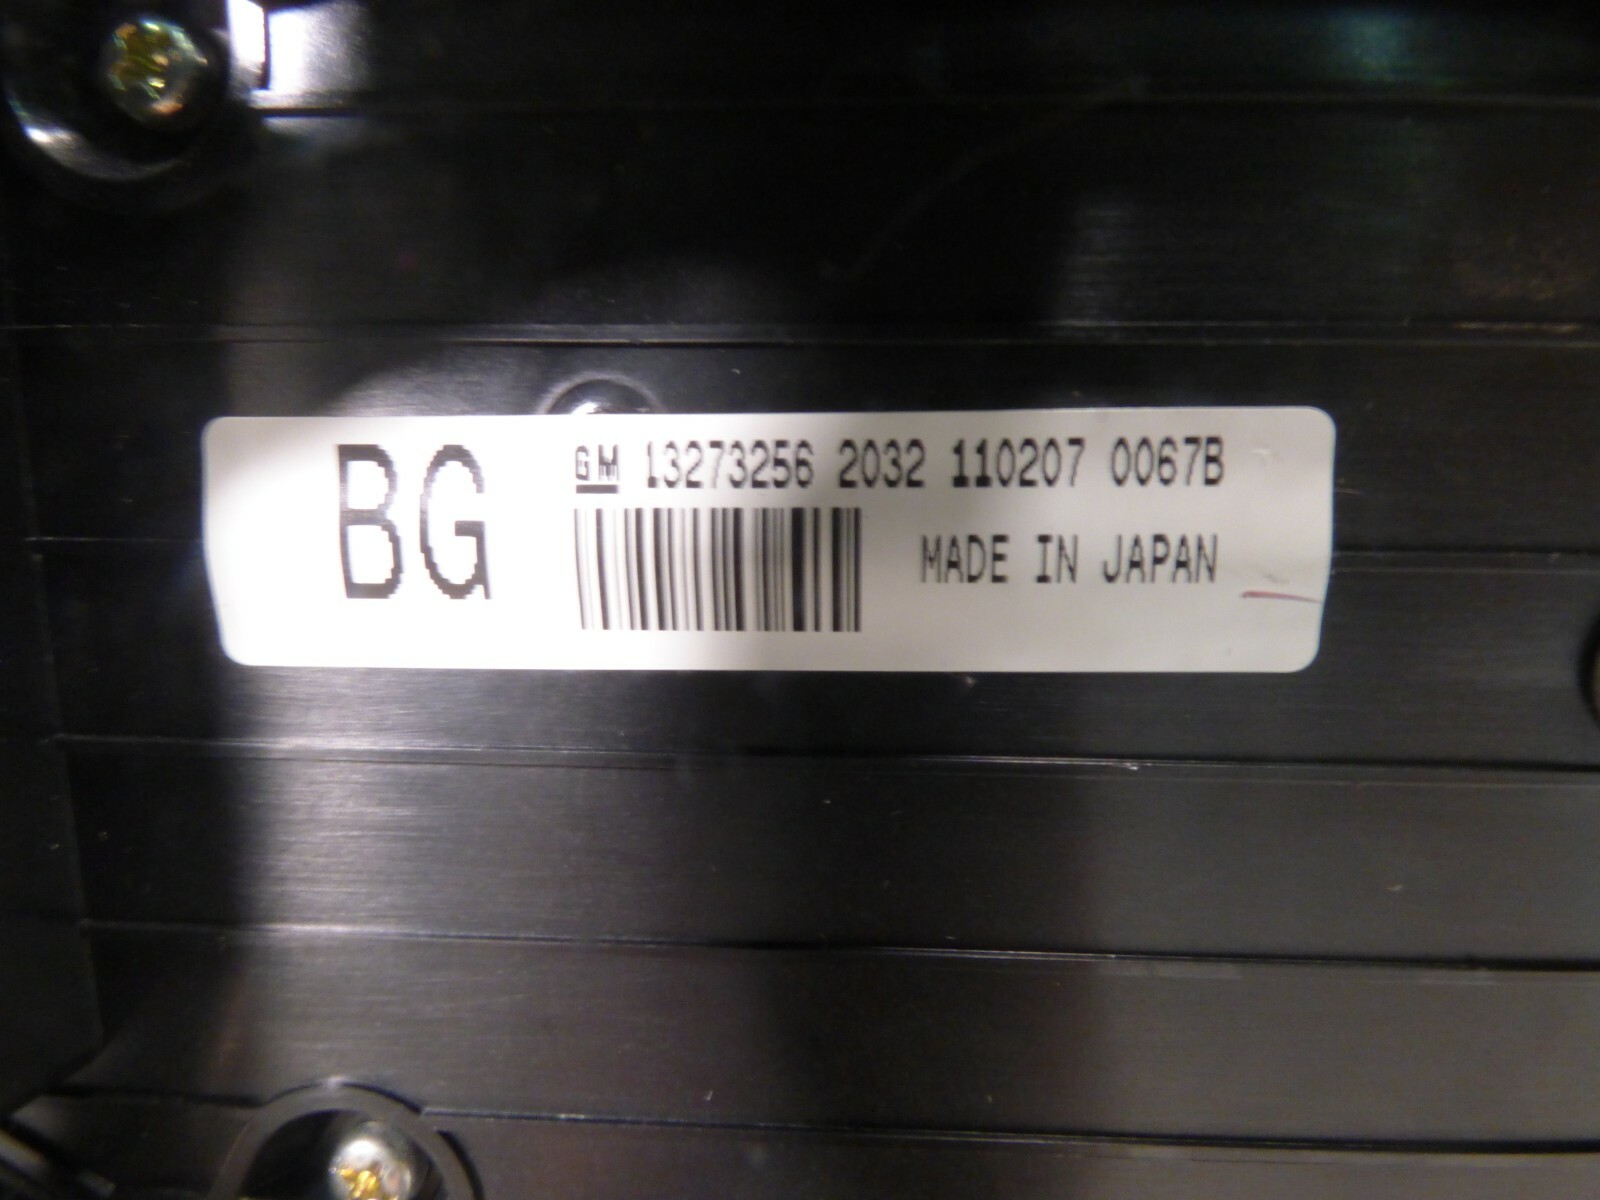 BG
GM 13273256 2032 110207 0067B
MADE IN JAPAN